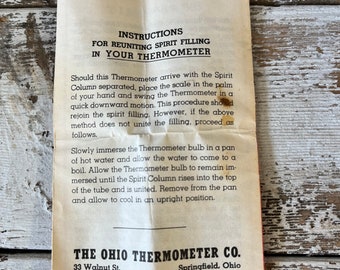 INSTRUCTIONS
FOR REUNITING SPIRIT FILLING
IN YOUR THERMOMETER
Should this Thermometer arrive with the Spirit
Column separated, place the scale in the palm
of your hand and swing the Thermometer in a
quick downward motion. This procedure should
rejoin the spirit filling. However, if the above
method does not unite the filling, proceed as
follows.
Slowly immerse the Thermometer bulb in a pan
of hot water and allow the water to come to a
boil. Allow the Thermometer bulb to remain im-
mersed until the Spirit Column rises into the top
of the tube and is united. Remove from the pan
and allow to cool in an upright position.
THE OHIO THERMOMETER CO.
33 Walnut St. Springfield, Ohio